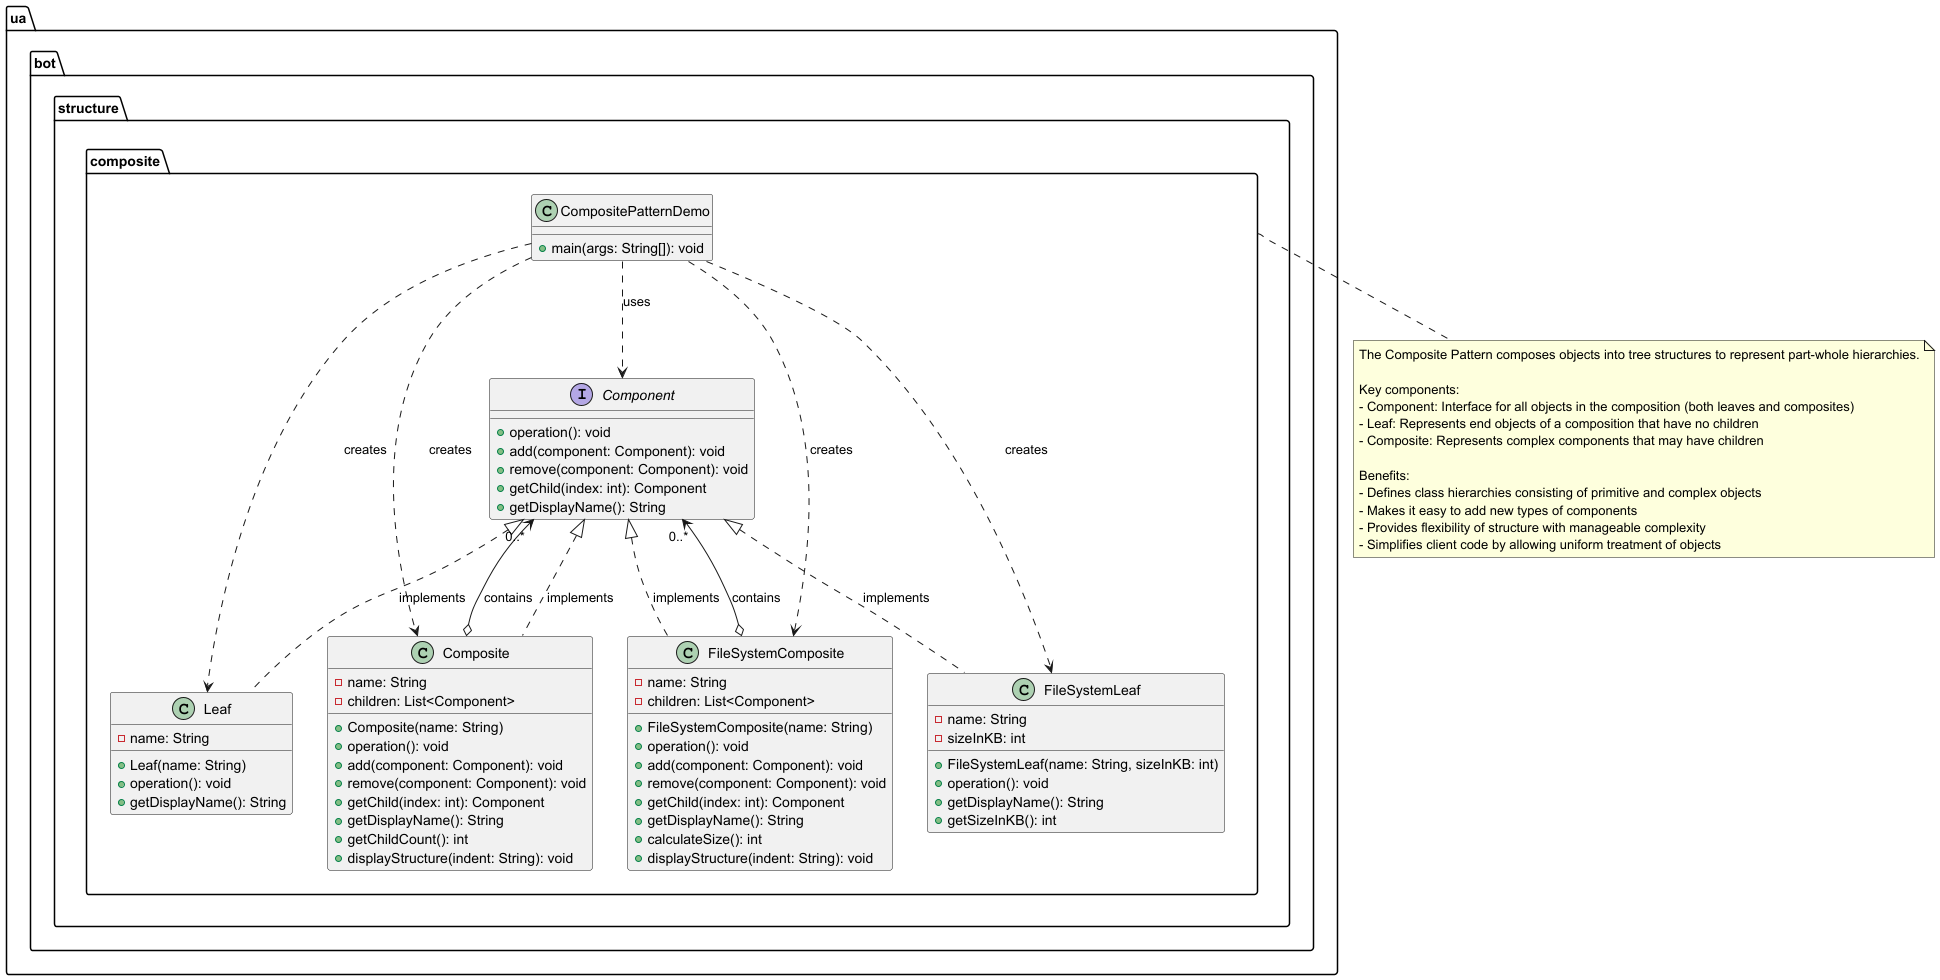 ua
bot
structure
composite
C CompositePatternDemo
main(args: String[]): void
uses
creates
creates
creates
creates
I Component
operation(): void
add(component: Component): void
remove(component: Component): void
getChild(index: int): Component
getDisplayName(): String
0..*
0..*
implements
contains
implements
implements
contains
implements
C Leaf
name: String
Leaf(name: String)
operation(): void
getDisplayName(): String
C Composite
name: String
children: List<Component>
Composite(name: String)
operation(): void
add(component: Component): void
remove(component: Component): void
getChild(index: int): Component
getDisplayName(): String
getChildCount(): int
displayStructure(indent: String): void
C FileSystemComposite
name: String
children: List<Component>
FileSystemComposite(name: String)
operation(): void
add(component: Component): void
remove(component: Component): void
getChild(index: int): Component
getDisplayName(): String
calculateSize(): int
displayStructure(indent: String): void
C FileSystemLeaf
name: String
sizeInKB: int
FileSystemLeaf(name: String, sizeInKB: int)
operation(): void
getDisplayName(): String
getSizeInKB(): int
The Composite Pattern composes objects into tree structures to represent part-whole hierarchies.
Key components:
- Component: Interface for all objects in the composition (both leaves and composites)
- Leaf: Represents end objects of a composition that have no children
- Composite: Represents complex components that may have children
Benefits:
- Defines class hierarchies consisting of primitive and complex objects
- Makes it easy to add new types of components
- Provides flexibility of structure with manageable complexity
- Simplifies client code by allowing uniform treatment of objects